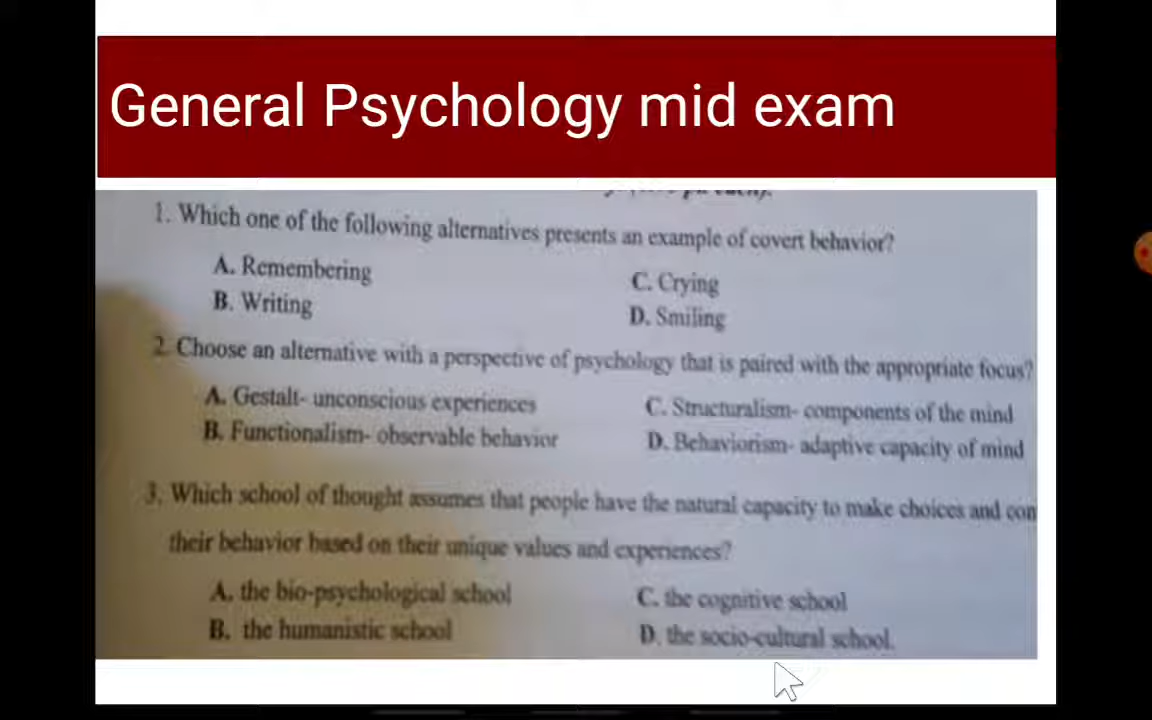 General Psychology mid exam
1. Which one of the following alternatives presents an example of covert behavior?
A. Remembering
C. Crying
B. Writing
D. Smiling
2. Choose an alternative with a perspective of psychology that is paired with the appropriate focus?
A. Gestalt- unconscious experiences
C. Structuralism- components of the mind
B. Functionalism- observable behavior
D. Behaviorism- adaptive capacity of mind
3. Which school of thought assumes that people have the natural capacity to make choices and con
their behavior based on their unique values and experiences?
A. the bio-psychological school
C. the cognitive school
B. the humanistic school
D. the socio-cultural school.